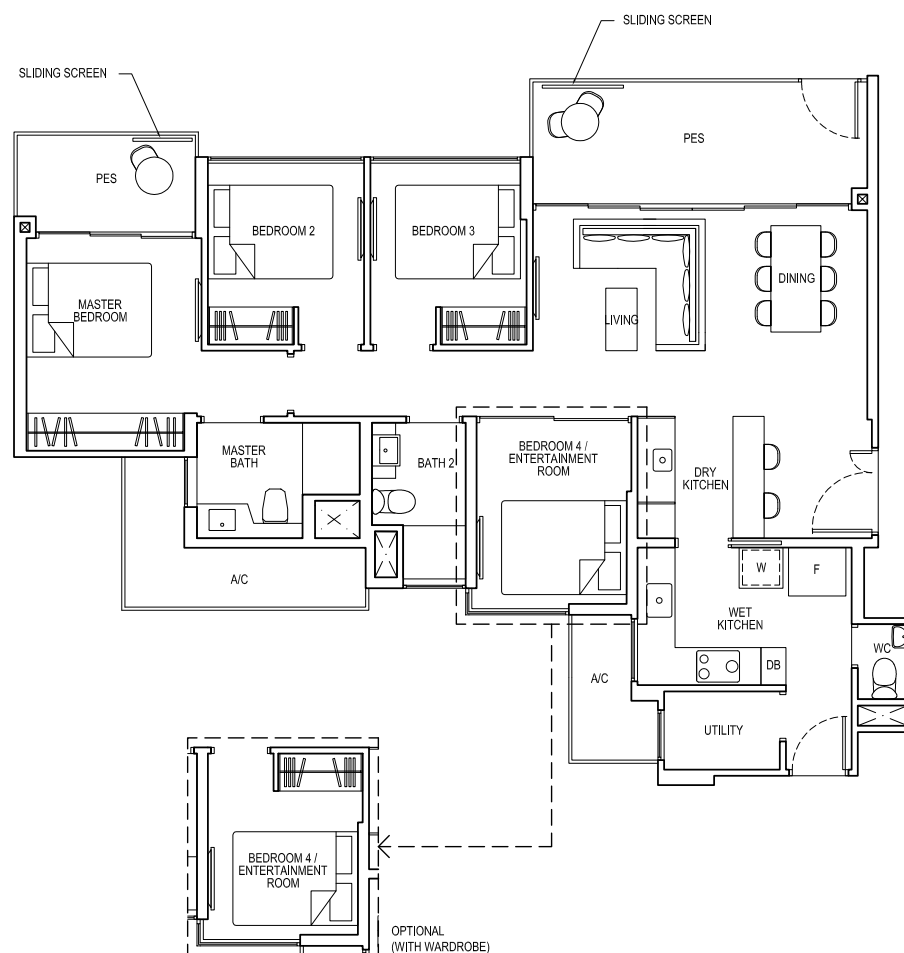 SLIDING SCREEN
SLIDING SCREEN
PES
PES
BEDROOM 2
BEDROOM 3
MASTER
BEDROOM
LIVING
DINING
MASTER
BATH
BATH 2
BEDROOM 4 /
ENTERTAINMENT
ROOM
DRY
KITCHEN
A/C
W
F
WET
KITCHEN
WC
A/C
DB
UTILITY
BEDROOM 4 /
ENTERTAINMENT
ROOM
OPTIONAL
(WITH WARDROBE)